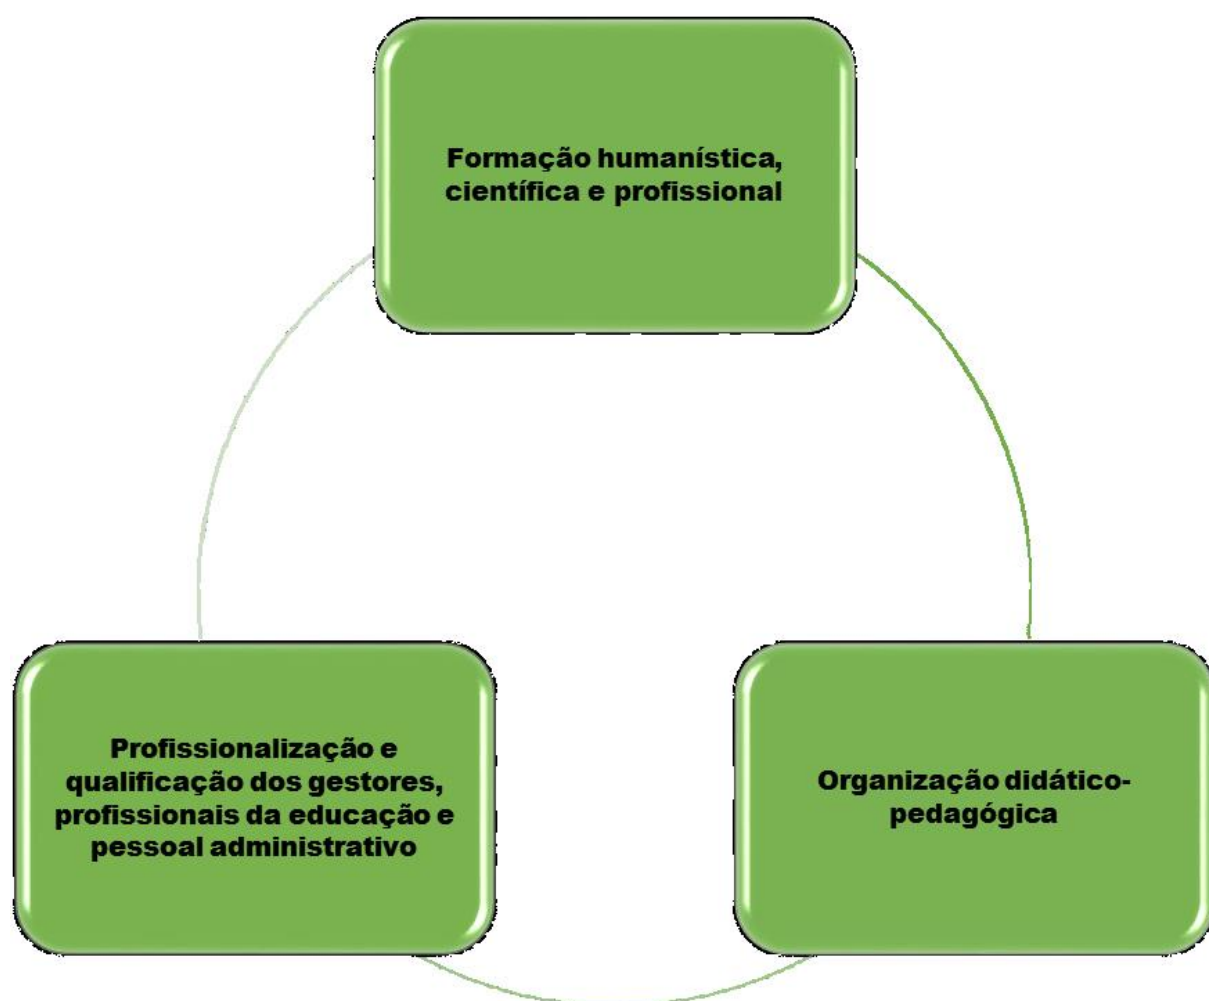 Formação humanística,
científica e profissional
Profissionalização e
qualificação dos gestores,
profissionais da educação e
pessoal administrativo
Organização didático-
pedagógica